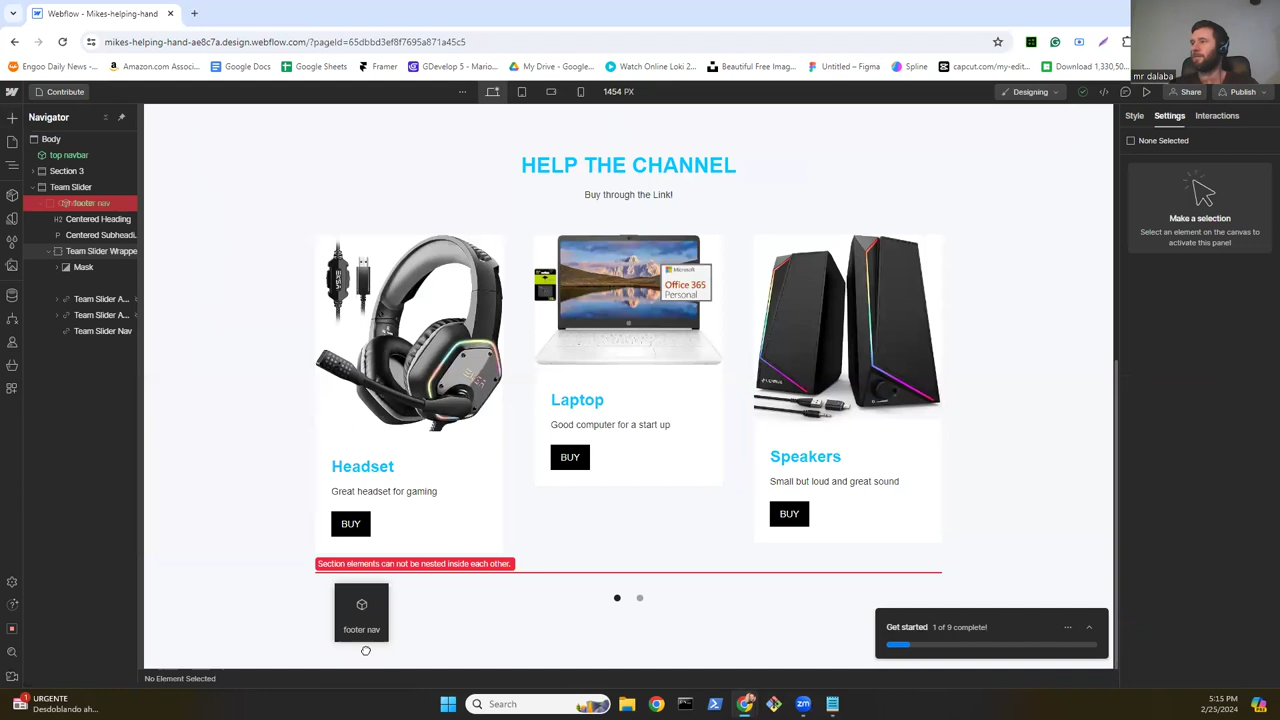 Webflow - Mikes-helping-hand
mikes-helping-hand-ae8c7a.design.webflow.com/?pageId=65dbbd3ef8f7695a871a45c5
Engoo Daily News -...
Amazon.com Associ...
Google Docs
Google Sheets
Framer
GDevelop 5 - Mario...
My Drive - Google...
Watch Online Loki 2...
Beautiful Free Imag...
Untitled – Figma
Spline
capcut.com/my-edit...
Download 1,330,50...
mr dalaba
Contribute
1454 PX
Designing
Share
Publish
Navigator
Body
top navbar
Section 3
Team Slider
footer nav
H2 Centered Heading
P Centered Subheadi...
Team Slider Wrappe
Mask
Team Slider A...
Team Slider A...
Team Slider Nav
HELP THE CHANNEL
Buy through the Link!
Microsoft
Office 365
Personal
Headset
Great headset for gaming
BUY
Laptop
Good computer for a start up
BUY
Speakers
Small but loud and great sound
BUY
Section elements can not be nested inside each other.
footer nav
Style
Settings
Interactions
None Selected
Make a selection
Select an element on the canvas to
activate this panel
Get started 1 of 9 complete!
No Element Selected
1
URGENTE
Desdoblando ah...
Search
zm
5:15 PM
2/25/2024